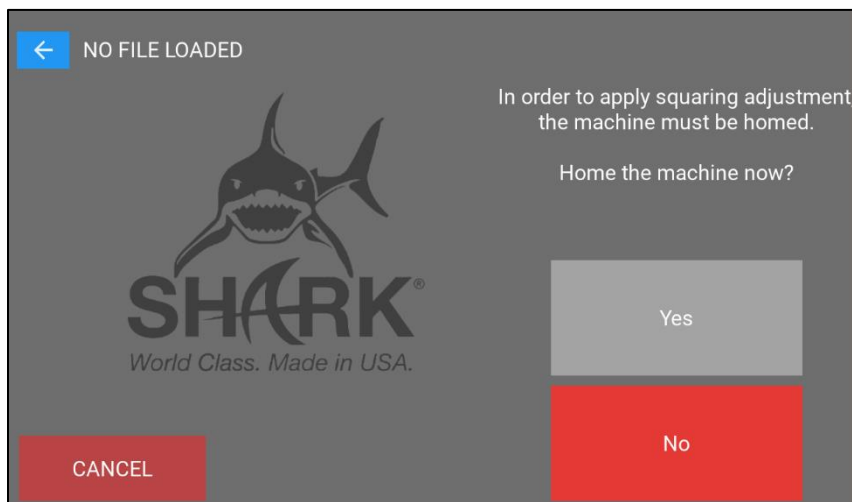 NO FILE LOADED
In order to apply squaring adjustment,
the machine must be homed.
Home the machine now?
SHARK®
World Class. Made in USA.
Yes
No
CANCEL